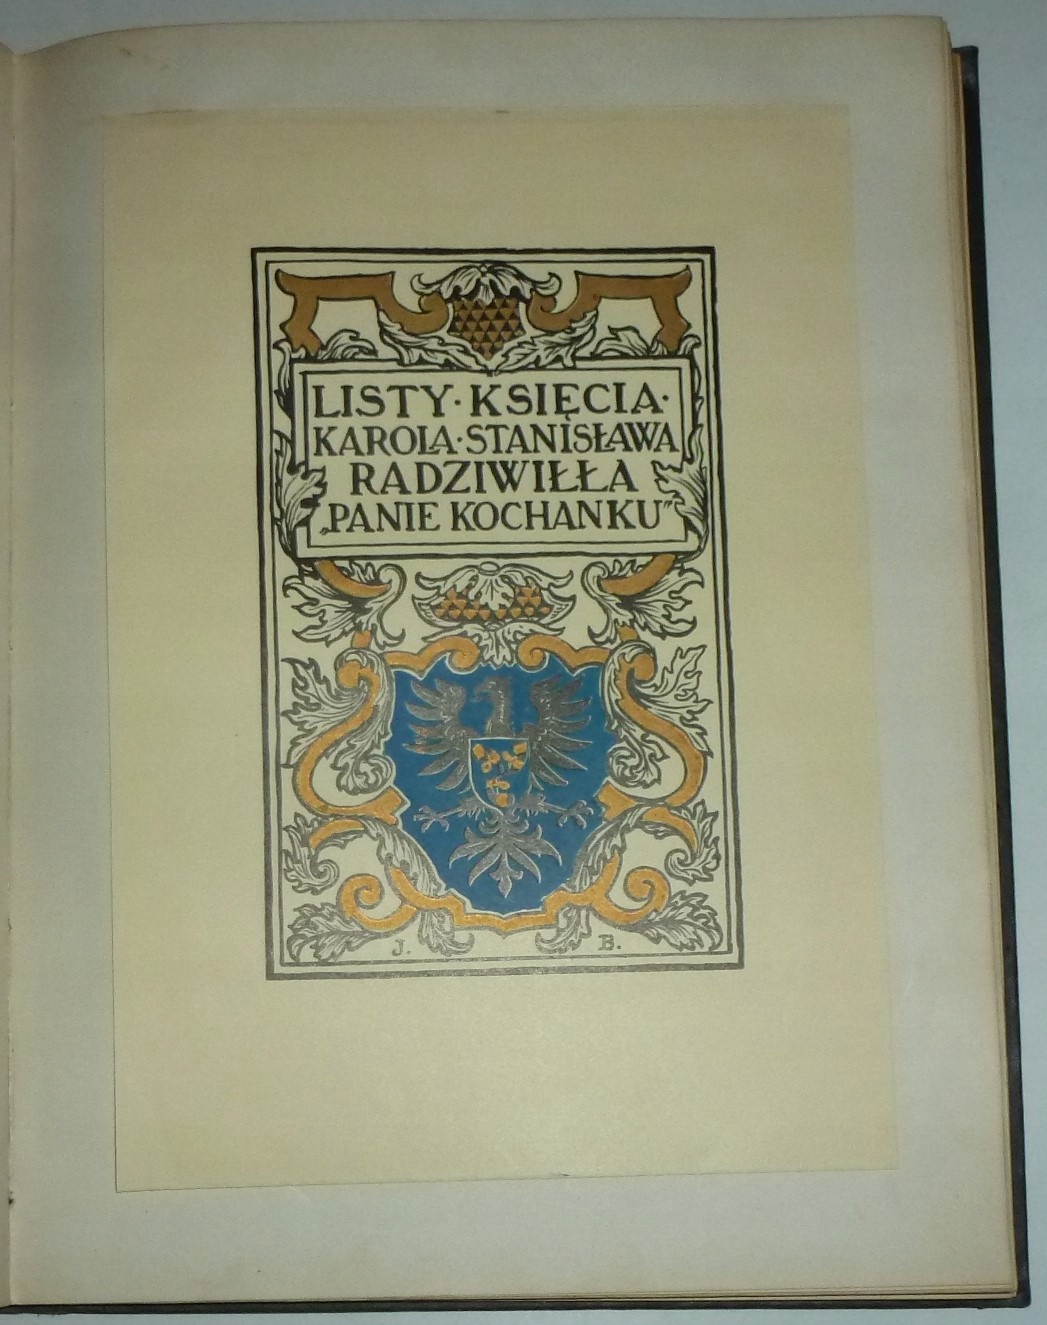 LISTY · KSIĘCIA ·
KAROLA · STANISŁAWA
RADZIWIŁŁA
„PANIE KOCHANKU”
J. B.